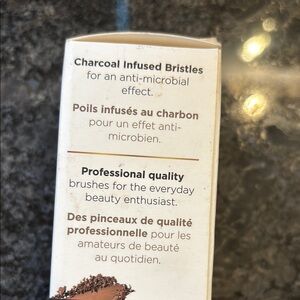 Charcoal Infused Bristles
for an anti-microbial
effect.
Poils infusés au charbon
pour un effet anti-
microbien.
Professional quality
brushes for the everyday
beauty enthusiast.
Des pinceaux de qualité
professionnelle pour les
amateurs de beauté
au quotidien.